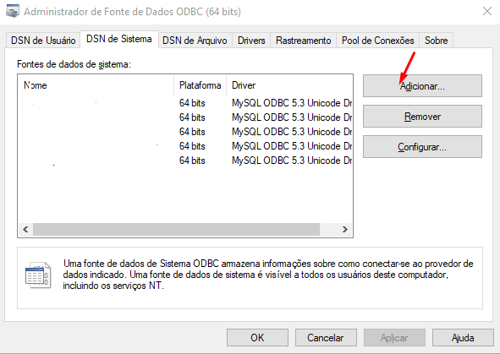 Administrador de Fonte de Dados ODBC (64 bits)
DSN de Usuário DSN de Sistema DSN de Arquivo Drivers Rastreamento Pool de Conexões Sobre
Fontes de dados de sistema:
Nome Plataforma Driver
64 bits MySQL ODBC 5.3 Unicode Dr
64 bits MySQL ODBC 5.3 Unicode Dr
64 bits MySQL ODBC 5.3 Unicode Dr
64 bits MySQL ODBC 5.3 Unicode Dr
64 bits MySQL ODBC 5.3 Unicode Dr
Adicionar...
Remover
Configurar...
Uma fonte de dados de Sistema ODBC armazena informações sobre como conectar-se ao provedor de
dados indicado. Uma fonte de dados de sistema é visível a todos os usuários deste computador,
incluindo os serviços NT.
OK Cancelar Aplicar Ajuda